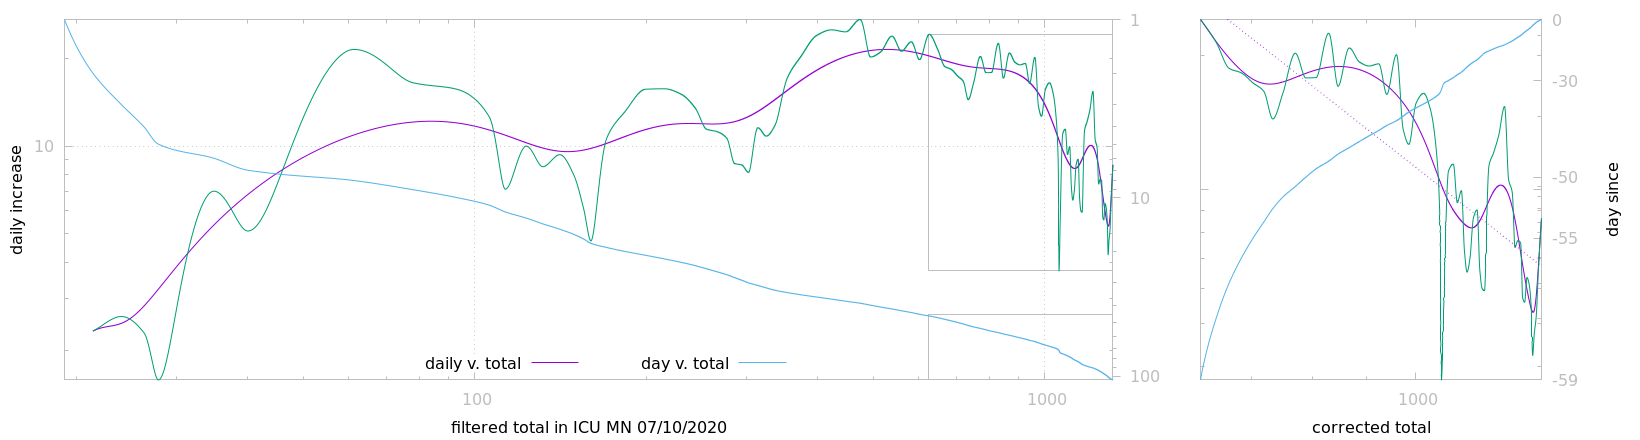 1
0
-30
10
daily increase
-50
day since
10
-55
daily v. total
day v. total
100
-59
100
1000
1000
filtered total in ICU MN 07/10/2020
corrected total